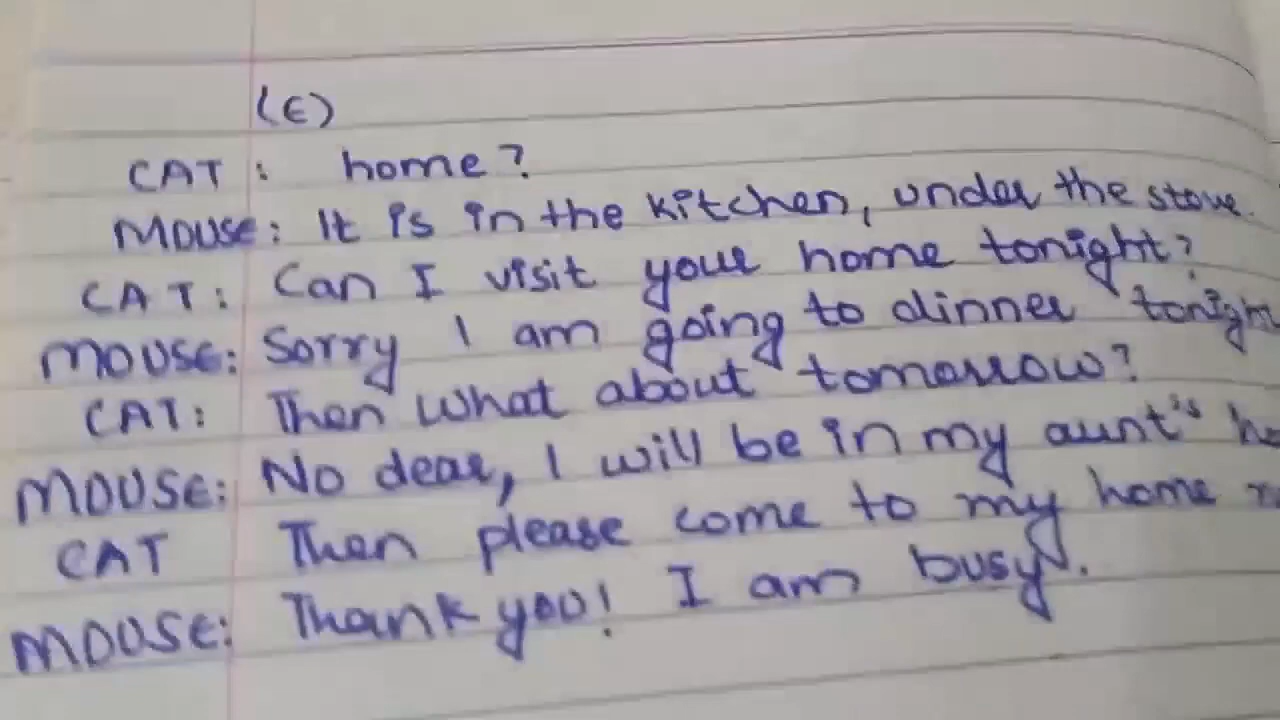 (E)
CAT: home?
MOUSE: It is in the kitchen, under the stove.
CAT: Can I visit your home tonight?
MOUSE: Sorry I am going to dinner
CAT: Then what about tomorrow?
MOUSE: No dear, I will be in my aunt's
CAT Then please come to my home
MOUSE: Thank you! I am busy.